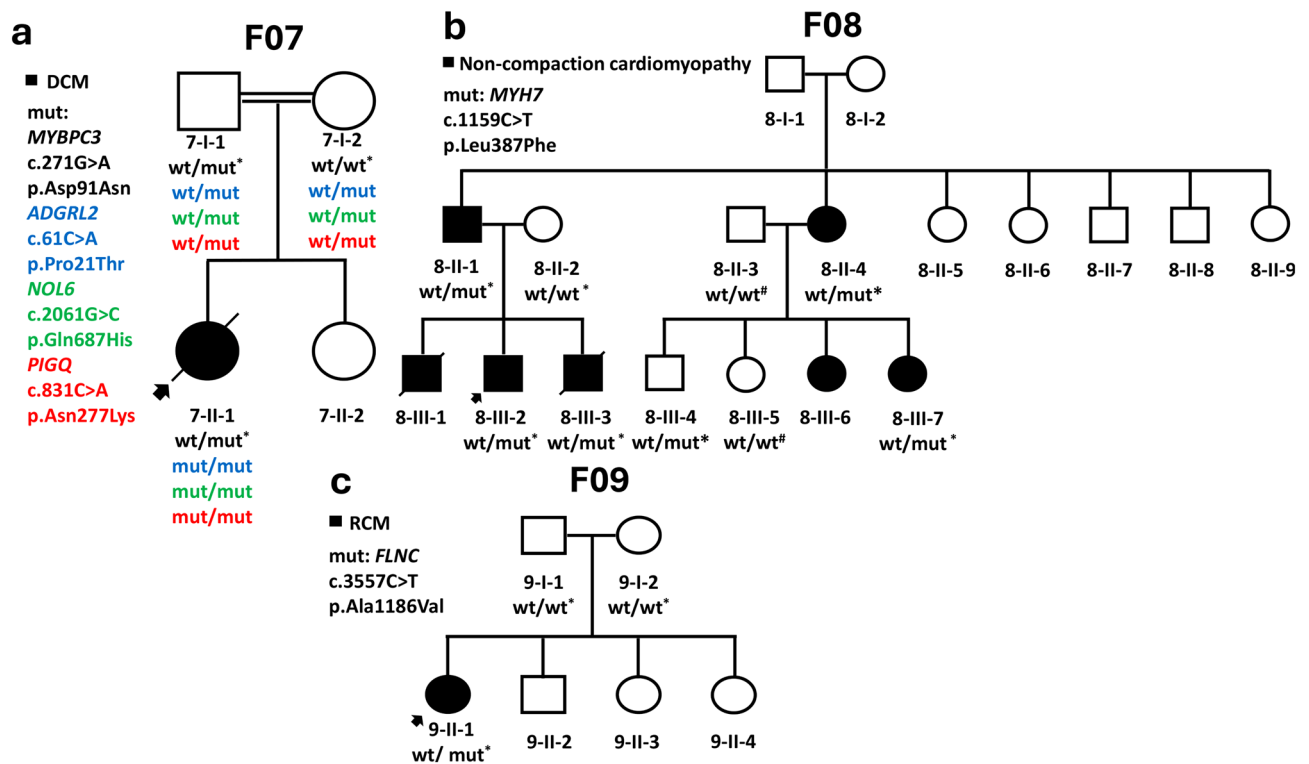 a
F07
DCM
mut:
MYBPC3
c.271G>A
p.Asp91Asn
ADGRL2
c.61C>A
p.Pro21Thr
NOL6
c.2061G>C
p.Gln687His
PIGQ
c.831C>A
p.Asn277Lys
7-I-1
wt/mut*
wt/mut
wt/mut
wt/mut
7-I-2
wt/wt*
wt/mut
wt/mut
wt/mut
7-II-1
wt/mut*
mut/mut
mut/mut
mut/mut
7-II-2
b
F08
Non-compaction cardiomyopathy
mut: MYH7
c.1159C>T
p.Leu387Phe
8-I-1
8-I-2
8-II-1
wt/mut*
8-II-2
wt/wt*
8-II-3
wt/wt#
8-II-4
wt/mut*
8-II-5
8-II-6
8-II-7
8-II-8
8-II-9
8-III-1
8-III-2
wt/mut*
8-III-3
wt/mut*
8-III-4
wt/mut*
8-III-5
wt/wt#
8-III-6
8-III-7
wt/mut*
c
F09
RCM
mut: FLNC
c.3557C>T
p.Ala1186Val
9-I-1
wt/wt*
9-I-2
wt/wt*
9-II-1
wt/ mut*
9-II-2
9-II-3
9-II-4